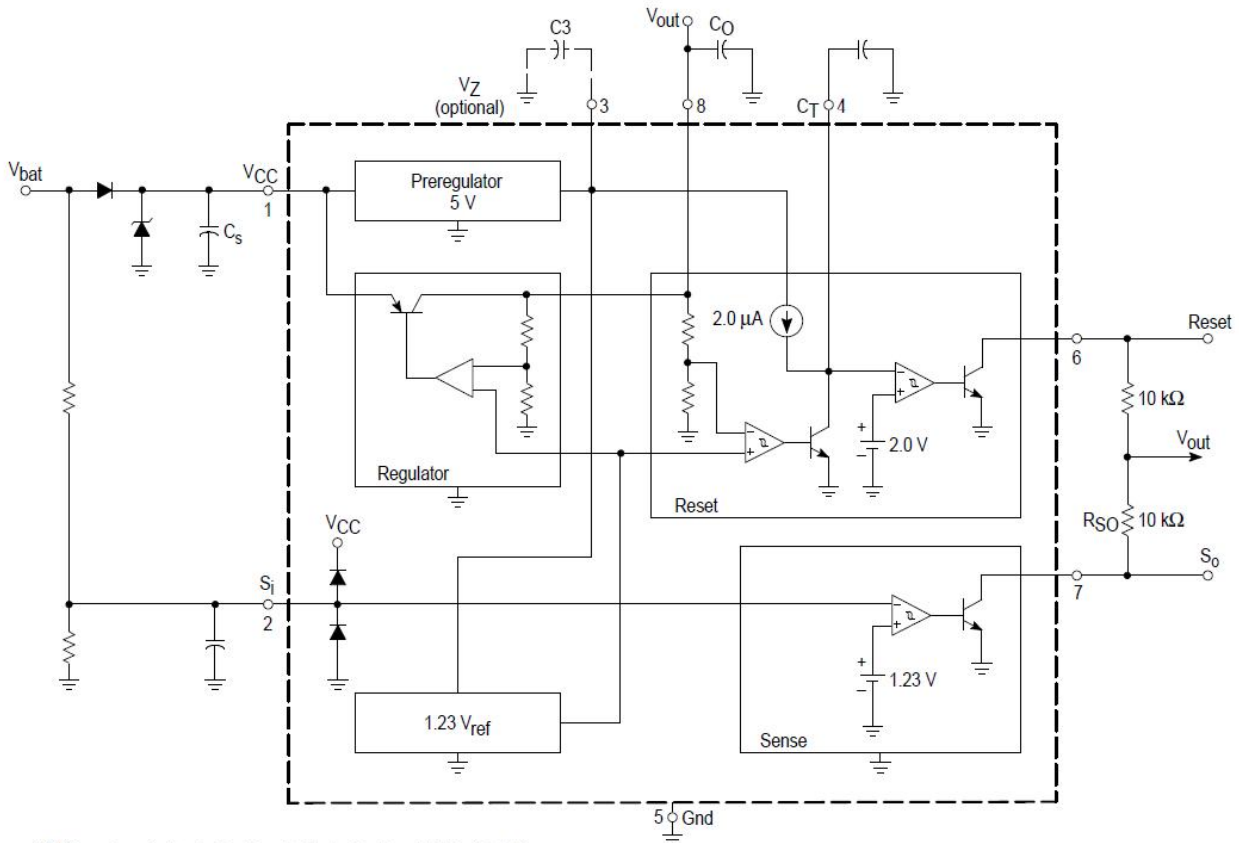 C3
Vout
CO
VZ
(optional)
3
8
CT
4
Vbat
VCC
1
Cs
Preregulator
5 V
2.0 µA
Reset
6
10 kΩ
2.0 V
Vout
Regulator
Reset
RSO
10 kΩ
VCC
Si
2
So
7
1.23 V
1.23 Vref
Sense
5
Gnd